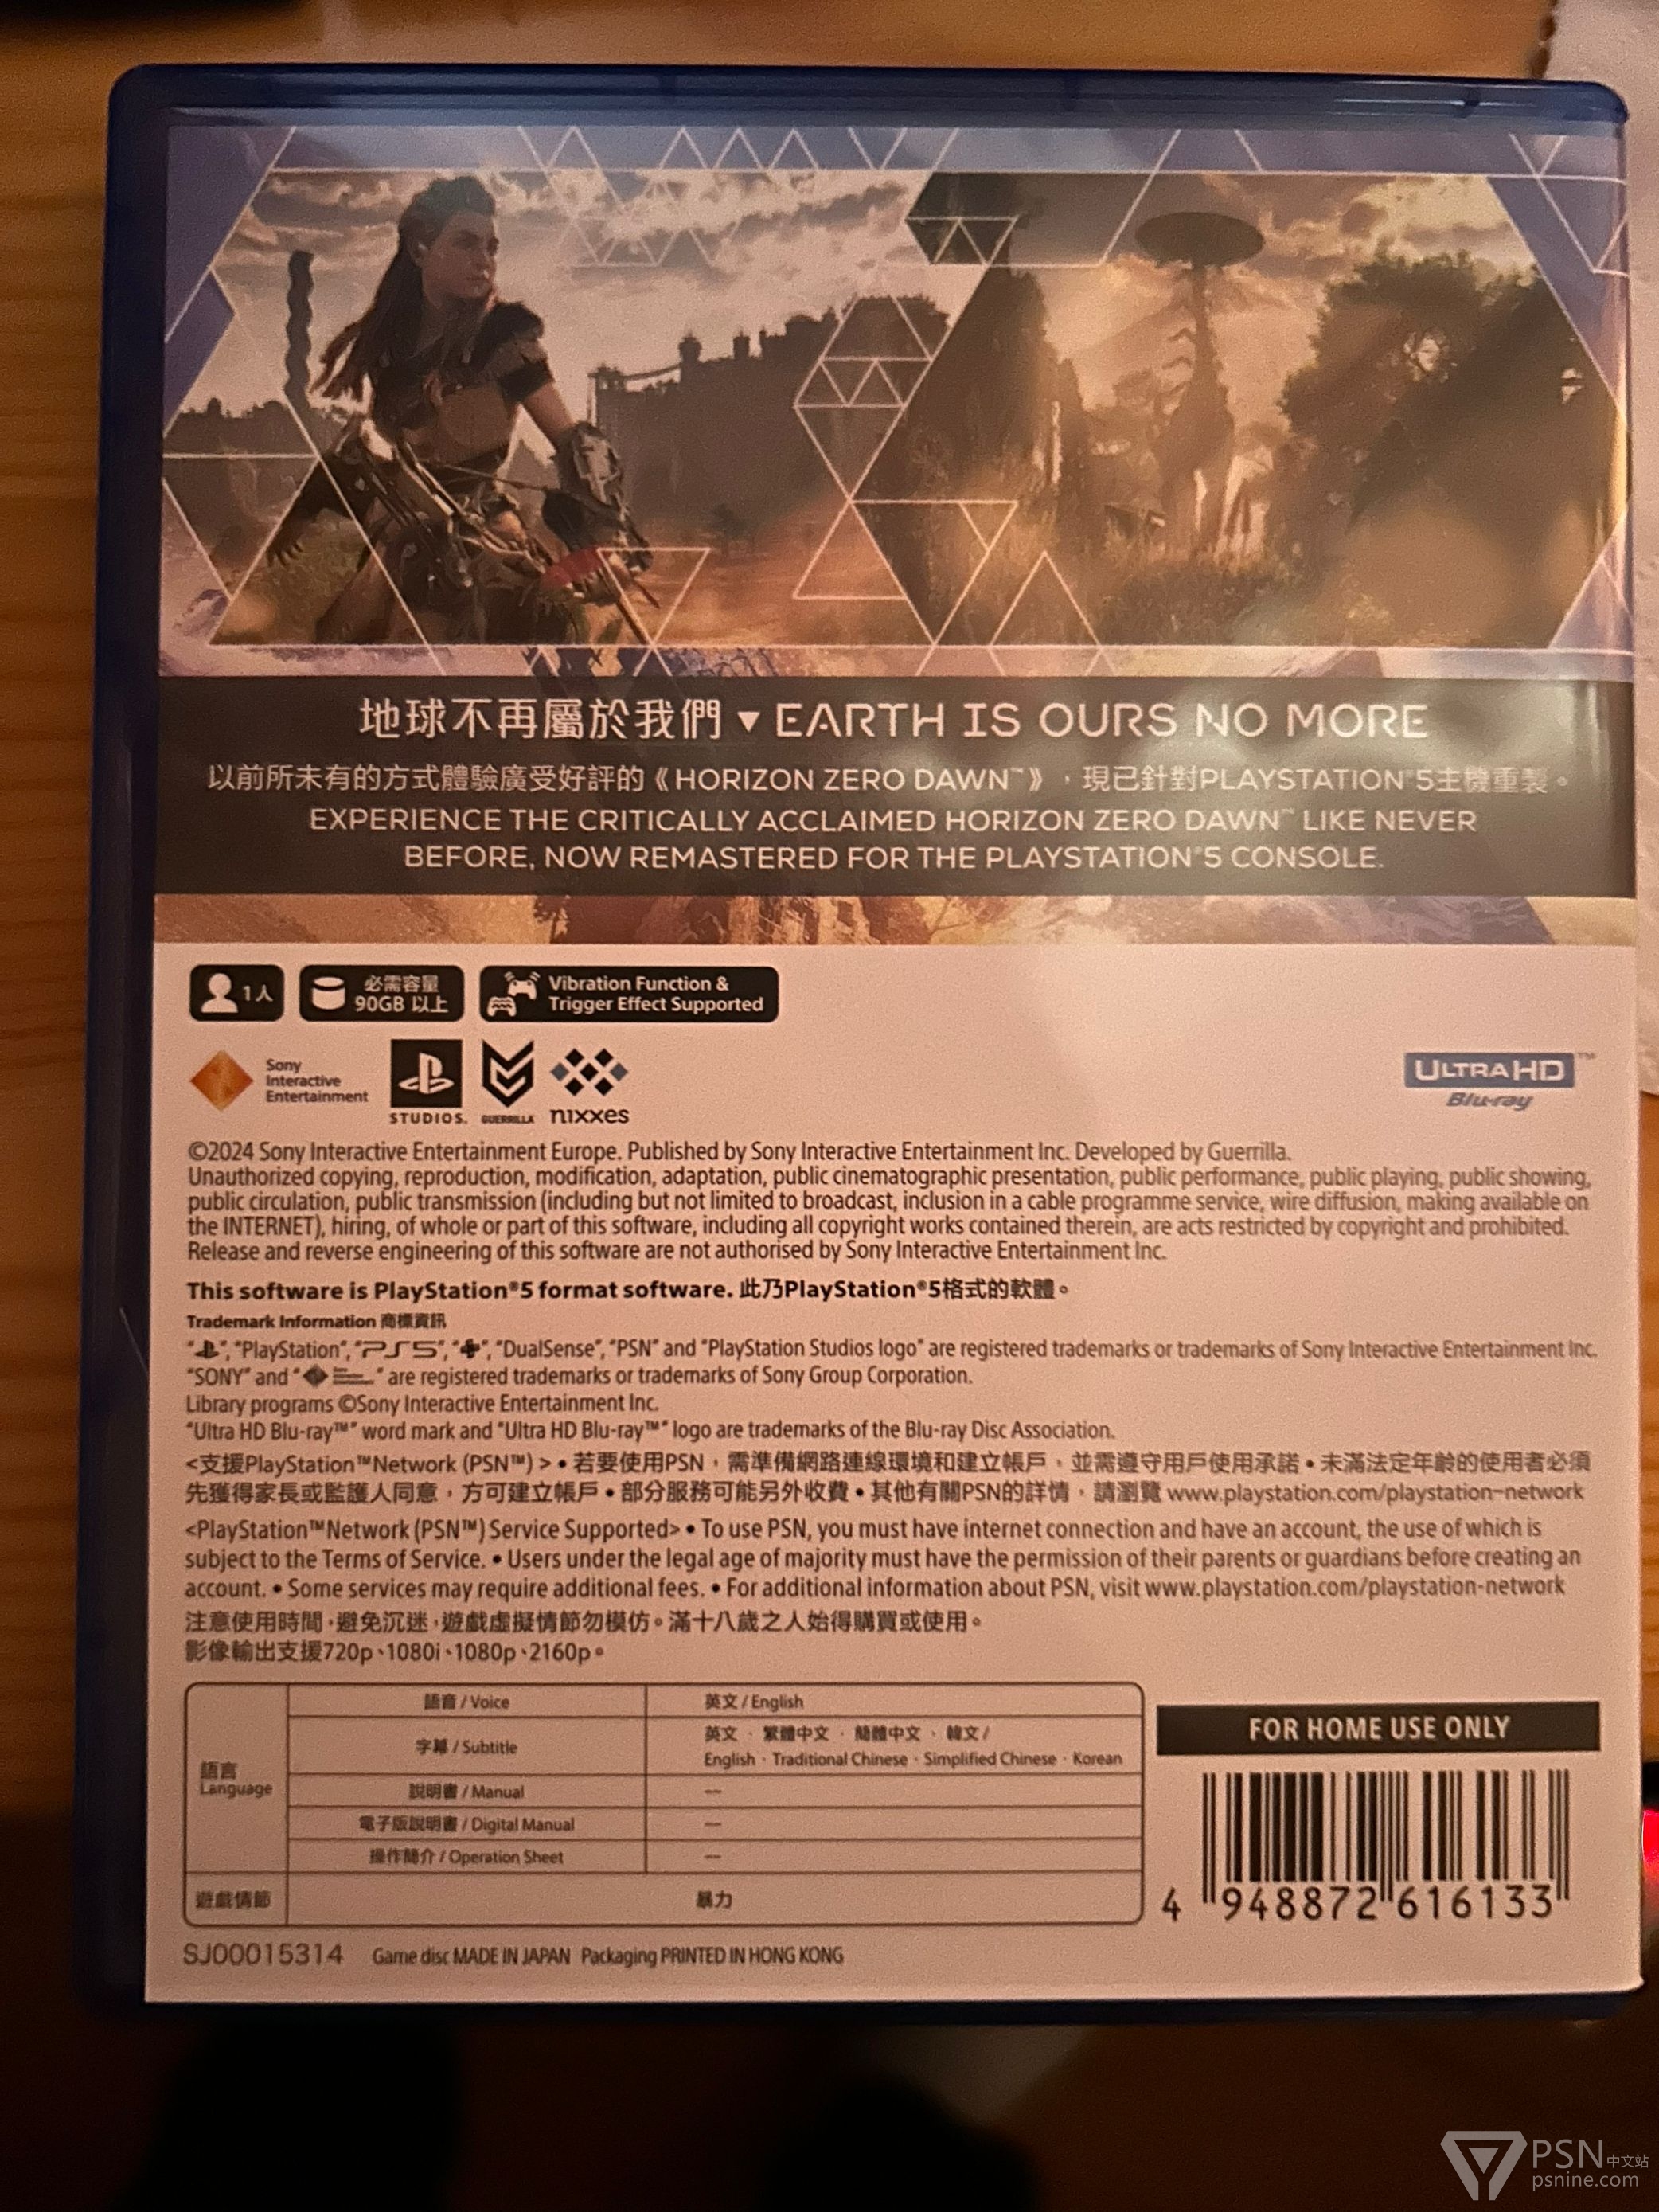 地球不再屬於我們 ▼ EARTH IS OURS NO MORE
以前所未有的方式體驗廣受好評的《HORIZON ZERO DAWN™》，現已針對PLAYSTATION®5主機重製。
EXPERIENCE THE CRITICALLY ACCLAIMED HORIZON ZERO DAWN™ LIKE NEVER
BEFORE, NOW REMASTERED FOR THE PLAYSTATION®5 CONSOLE.
1人
必需容量
90GB 以上
Vibration Function &
Trigger Effect Supported
Sony
Interactive
Entertainment
STUDIOS.
GUERRILLA
nixxes
ULTRA HD™
Blu-ray
©2024 Sony Interactive Entertainment Europe. Published by Sony Interactive Entertainment Inc. Developed by Guerrilla.
Unauthorized copying, reproduction, modification, adaptation, public cinematographic presentation, public performance, public playing, public showing,
public circulation, public transmission (including but not limited to broadcast, inclusion in a cable programme service, wire diffusion, making available on
the INTERNET), hiring, of whole or part of this software, including all copyright works contained therein, are acts restricted by copyright and prohibited.
Release and reverse engineering of this software are not authorised by Sony Interactive Entertainment Inc.
This software is PlayStation®5 format software. 此乃PlayStation®5格式的軟體。
Trademark Information 商標資訊
"", "PlayStation", "PS5", "", "DualSense", "PSN" and "PlayStation Studios logo" are registered trademarks or trademarks of Sony Interactive Entertainment Inc.
"SONY" and "" are registered trademarks or trademarks of Sony Group Corporation.
Library programs ©Sony Interactive Entertainment Inc.
"Ultra HD Blu-ray™" word mark and "Ultra HD Blu-ray™" logo are trademarks of the Blu-ray Disc Association.
<支援PlayStation™Network (PSN™) > • 若要使用PSN，需準備網路連線環境和建立帳戶，並需遵守用戶使用承諾 • 未滿法定年齡的使用者必須
先獲得家長或監護人同意，方可建立帳戶 • 部分服務可能另外收費 • 其他有關PSN的詳情，請瀏覽 www.playstation.com/playstation-network
<PlayStation™Network (PSN™) Service Supported> • To use PSN, you must have internet connection and have an account, the use of which is
subject to the Terms of Service. • Users under the legal age of majority must have the permission of their parents or guardians before creating an
account. • Some services may require additional fees. • For additional information about PSN, visit www.playstation.com/playstation-network
注意使用時間，避免沉迷，遊戲虛擬情節勿模仿。滿十八歲之人始得購買或使用。
影像輸出支援720p、1080i、1080p、2160p。
語言
Language
語音 / Voice
英文 / English
字幕 / Subtitle
英文 · 繁體中文 · 簡體中文 · 韓文 /
English · Traditional Chinese · Simplified Chinese · Korean
說明書 / Manual
—
電子版說明書 / Digital Manual
—
操作簡介 / Operation Sheet
—
遊戲情節
暴力
FOR HOME USE ONLY
4 948872 616133
SJ00015314 Game disc MADE IN JAPAN Packaging PRINTED IN HONG KONG
PSN中文站
psnine.com